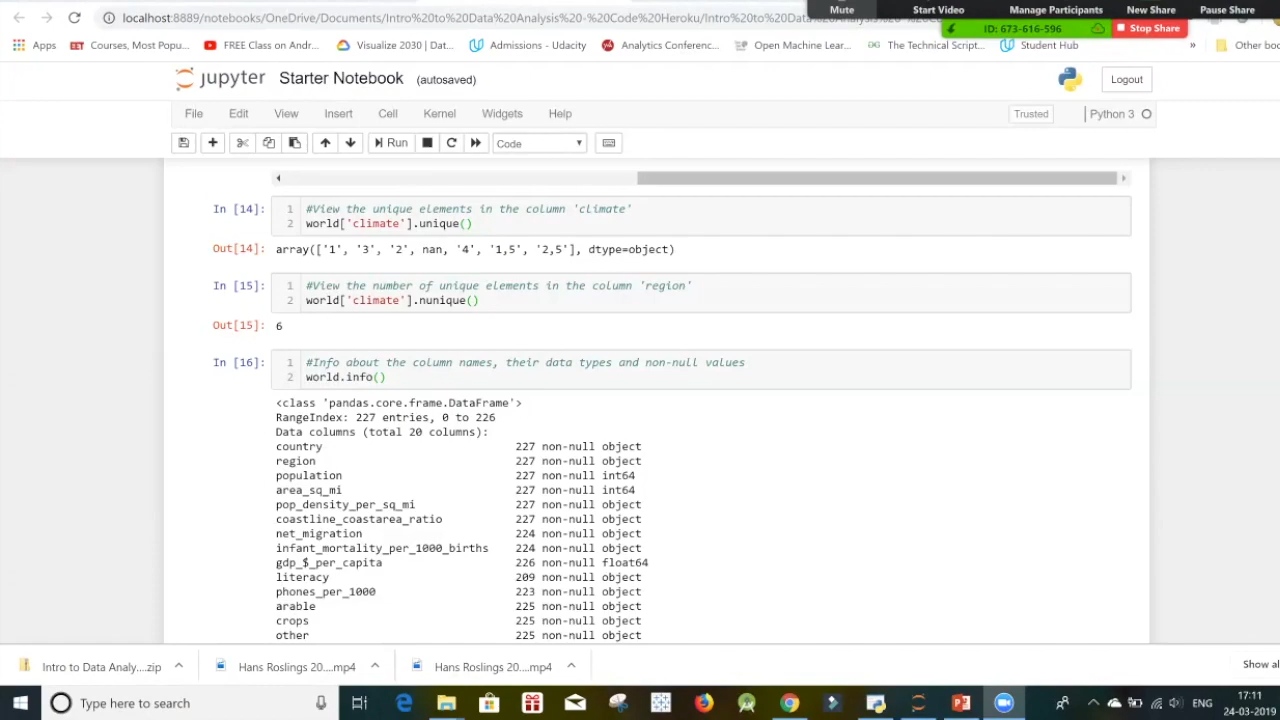 Mute Start Video Manage Participants New Share Pause Share
localhost:8889/notebooks/OneDrive/Documents/Intro%20to%20Data%20Analysis%20-%20Code%20Heroku/Intro%20to%20Data%20Analysis%20-%20C
ID: 673-616-596 Stop Share
Apps Courses, Most Popu... FREE Class on Andr... Visualize 2030 | Dat... Admissions - Udacity Analytics Conferenc... Open Machine Lear... The Technical Script... Student Hub » Other boo
jupyter Starter Notebook (autosaved) Logout
File Edit View Insert Cell Kernel Widgets Help Trusted Python 3
Run Code
In [14]: 1 #View the unique elements in the column 'climate'
2 world['climate'].unique()
Out[14]: array(['1', '3', '2', nan, '4', '1,5', '2,5'], dtype=object)
In [15]: 1 #View the number of unique elements in the column 'region'
2 world['climate'].nunique()
Out[15]: 6
In [16]: 1 #Info about the column names, their data types and non-null values
2 world.info()
<class 'pandas.core.frame.DataFrame'>
RangeIndex: 227 entries, 0 to 226
Data columns (total 20 columns):
country 227 non-null object
region 227 non-null object
population 227 non-null int64
area_sq_mi 227 non-null int64
pop_density_per_sq_mi 227 non-null object
coastline_coastarea_ratio 227 non-null object
net_migration 224 non-null object
infant_mortality_per_1000_births 224 non-null object
gdp_$_per_capita 226 non-null float64
literacy 209 non-null object
phones_per_1000 223 non-null object
arable 225 non-null object
crops 225 non-null object
other 225 non-null object
Intro to Data Analy....zip Hans Roslings 20....mp4 Hans Roslings 20....mp4 Show al
Type here to search ENG 17:11
24-03-2019